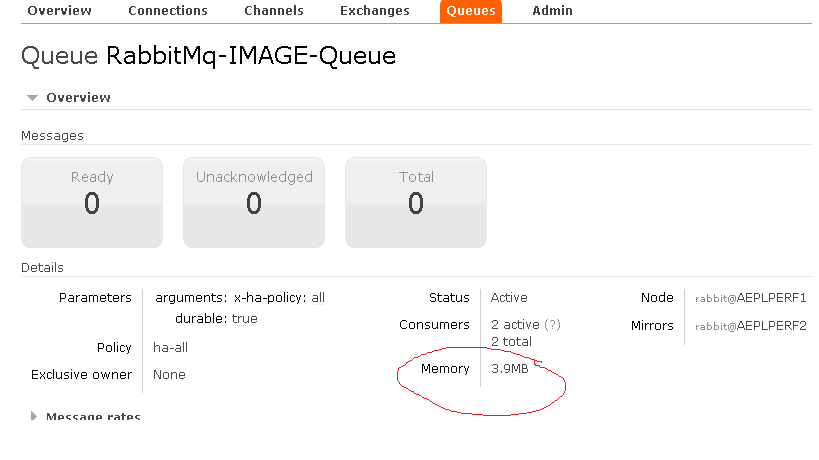 Overview Connections Channels Exchanges Queues Admin
Queue RabbitMq-IMAGE-Queue
Overview
Messages
Ready Unacknowledged Total
0 0 0
Details
Parameters arguments: x-ha-policy: all Status Active Node rabbit@AEPLPERF1
durable: true Consumers 2 active (?) Mirrors rabbit@AEPLPERF2
2 total
Policy ha-all
Memory 3.9MB
Exclusive owner None
Message rates